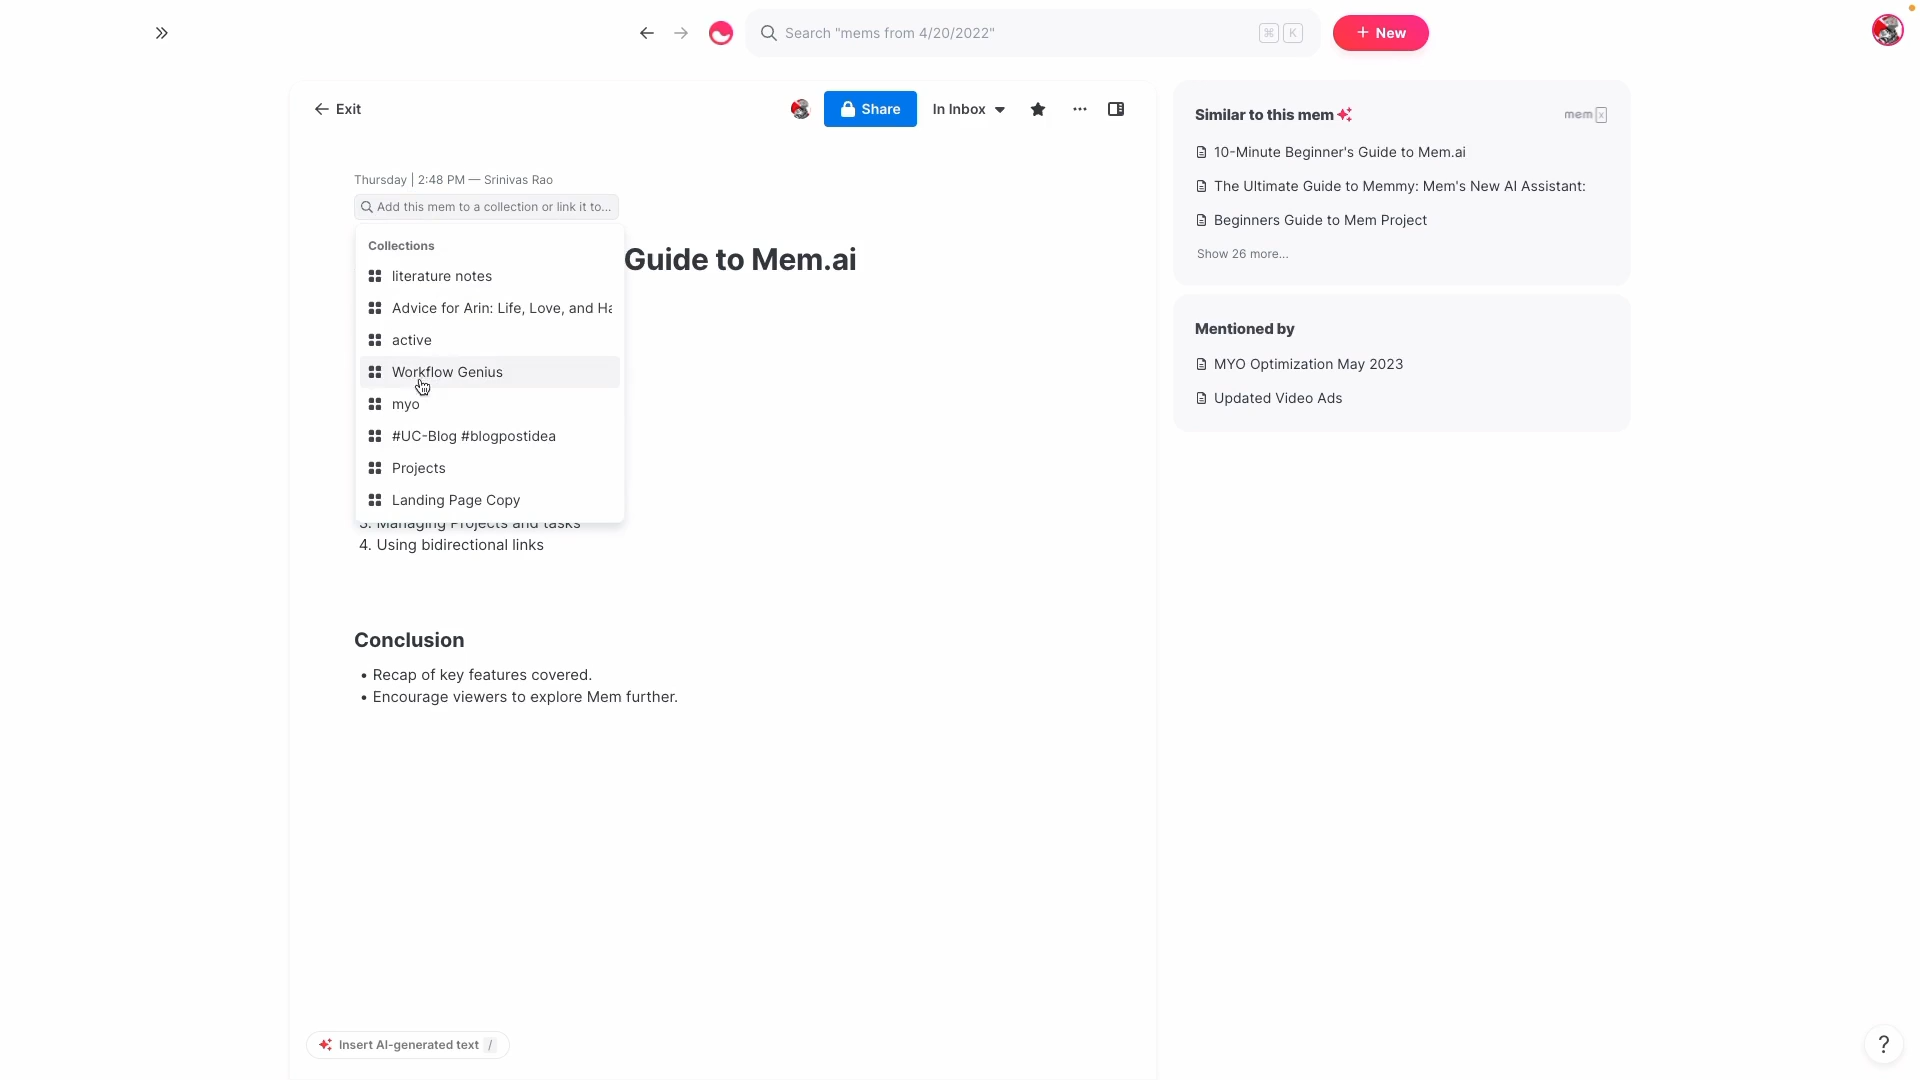 Search "mems from 4/20/2022"
⌘ K
+ New
Exit
Share
In Inbox
Thursday | 2:48 PM — Srinivas Rao
Add this mem to a collection or link it to...
Guide to Mem.ai
Collections
literature notes
Advice for Arin: Life, Love, and Ha
active
Workflow Genius
myo
#UC-Blog #blogpostidea
Projects
Landing Page Copy
3. Managing Projects and tasks
4. Using bidirectional links
Conclusion
• Recap of key features covered.
• Encourage viewers to explore Mem further.
Insert AI-generated text /
Similar to this mem
mem x
10-Minute Beginner's Guide to Mem.ai
The Ultimate Guide to Memmy: Mem's New AI Assistant:
Beginners Guide to Mem Project
Show 26 more...
Mentioned by
MYO Optimization May 2023
Updated Video Ads
?